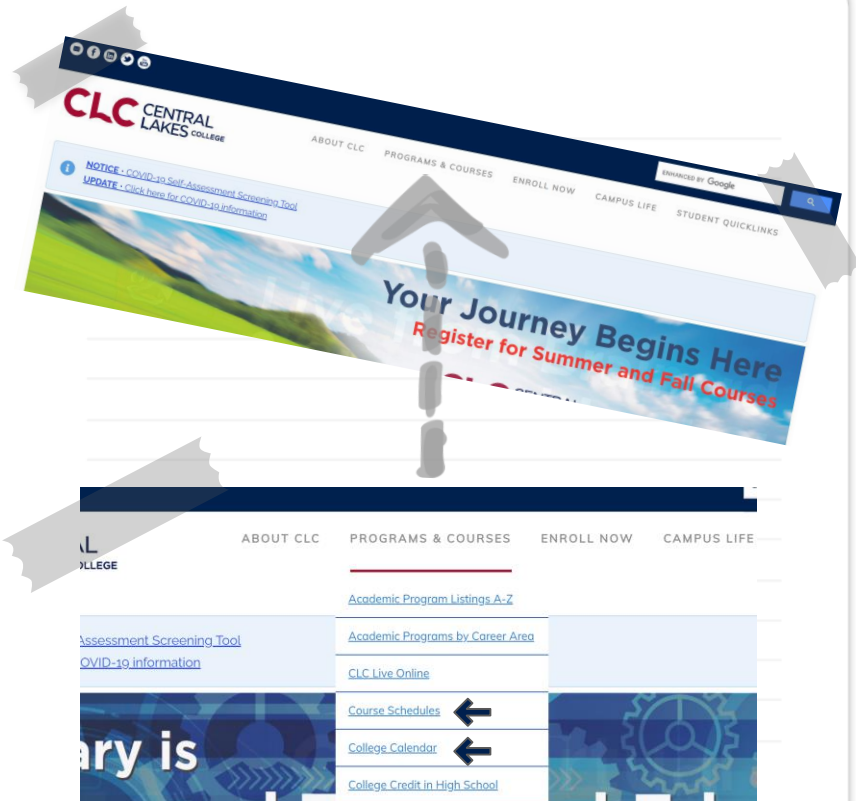 CLC CENTRAL
LAKES COLLEGE
ABOUT CLC PROGRAMS & COURSES ENROLL NOW CAMPUS LIFE STUDENT QUICKLINKS
ENHANCED BY Google
NOTICE - COVID-19 Self-Assessment Screening Tool
UPDATE - Click here for COVID-19 information
Your Journey Begins Here
Register for Summer and Fall Courses
ABOUT CLC PROGRAMS & COURSES ENROLL NOW CAMPUS LIFE
OLLEGE
Academic Program Listings A-Z
Academic Programs by Career Area
Assessment Screening Tool
OVID-19 information
CLC Live Online
Course Schedules
College Calendar
ary is
College Credit in High School